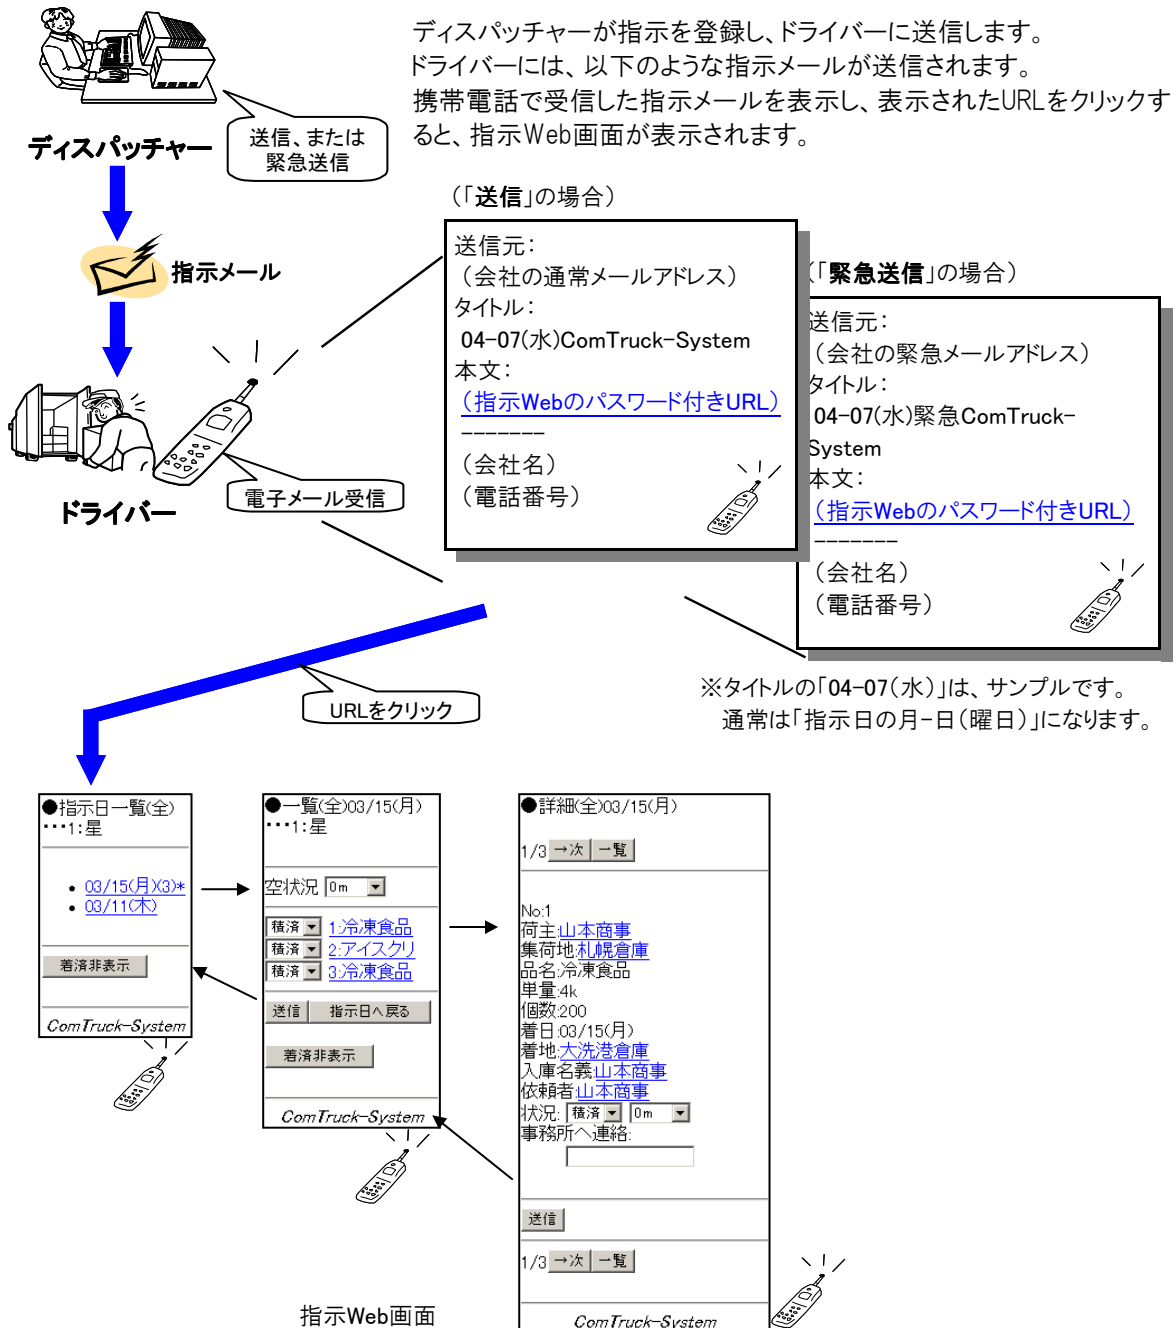 ディスパッチャーが指示を登録し、ドライバーに送信します。
ドライバーには、以下のような指示メールが送信されます。
携帯電話で受信した指示メールを表示し、表示されたURLをクリックす
ると、指示Web画面が表示されます。
送信、または
緊急送信
ディスパッチャー
指示メール
ドライバー
電子メール受信
（「送信」の場合）
送信元：
（会社の通常メールアドレス）
タイトル：
04-07(水)ComTruck-System
本文：
（指示Webのパスワード付きURL）
-------
（会社名）
（電話番号）
（「緊急送信」の場合）
送信元：
（会社の緊急メールアドレス）
タイトル：
04-07(水)緊急ComTruck-
System
本文：
（指示Webのパスワード付きURL）
-------
（会社名）
（電話番号）
※タイトルの「04-07（水）」は、サンプルです。
通常は「指示日の月-日（曜日）」になります。
URLをクリック
●指示日一覧(全)
･･･1:星
• 03/15(月)(3)*
• 03/11(木)
着済非表示
ComTruck-System
●一覧(全)03/15(月)
･･･1:星
空状況 0m
積済 1:冷凍食品
積済 2:アイスクリ
積済 3:冷凍食品
送信 指示日へ戻る
着済非表示
ComTruck-System
●詳細(全)03/15(月)
1/3 →次 一覧
No:1
荷主:山本商事
集荷地:札幌倉庫
品名:冷凍食品
単量:4k
個数:200
着日:03/15(月)
着地:大洗港倉庫
入庫名義:山本商事
依頼者:山本商事
状況: 積済 0m
事務所へ連絡:
送信
1/3 →次 一覧
ComTruck-System
指示Web画面